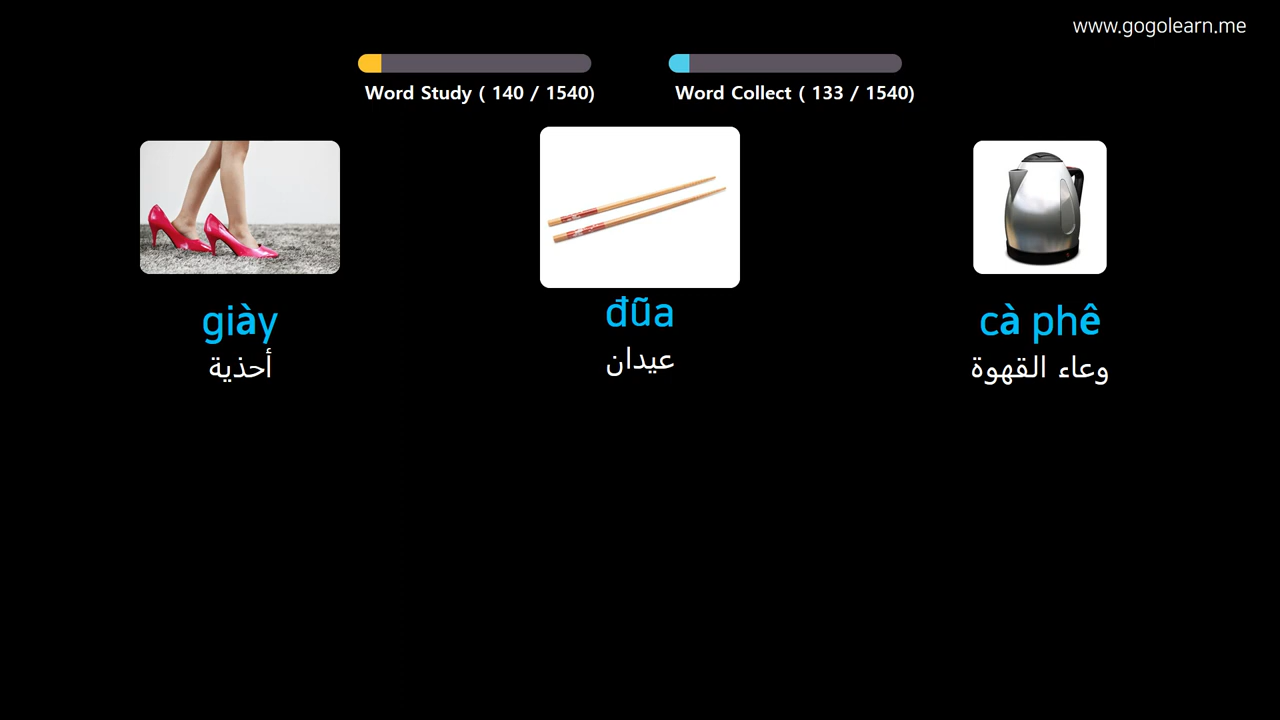 www.gogolearn.me
Word Study ( 140 / 1540)
Word Collect ( 133 / 1540)
giày
أحذية
đũa
عيدان
cà phê
وعاء القهوة